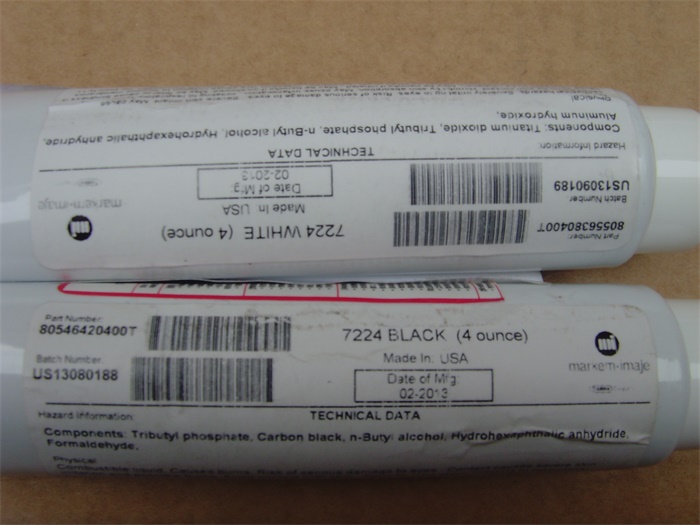 Part Number:
80556380400T
Batch Number
US13090189
7224 WHITE (4 ounce)
Made In USA
Date of Mfg:
02-2013
markem-imaje
TECHNICAL DATA
Hazard Information:
Components: Titanium dioxide, Tributyl phosphate, n-Butyl alcohol, Hydrohexaphthalic anhydride,
Aluminum hydroxide.
Physical
Part Number:
80546420400T
Batch Number:
US13080188
7224 BLACK (4 ounce)
Made In: USA
Date of Mfg:
02-2013
markem-imaje
Hazard Information:
TECHNICAL DATA
Components: Tributyl phosphate, Carbon black, n-Butyl alcohol, Hydrohexaphthalic anhydride,
Formaldehyde.
Physical